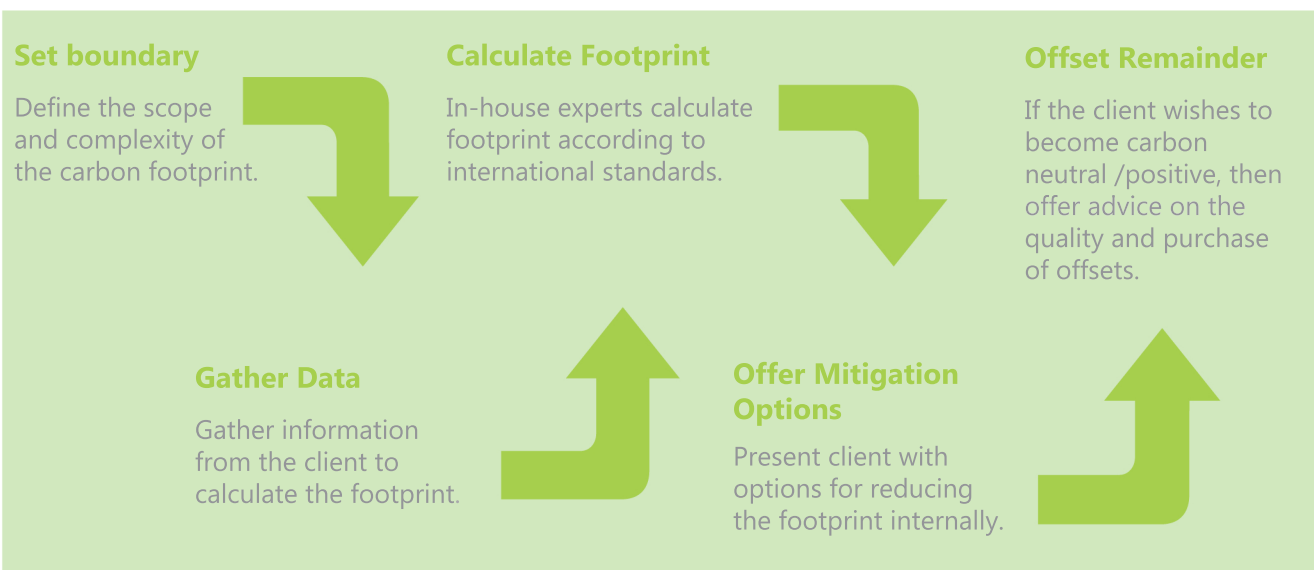 Set boundary
Define the scope
and complexity of
the carbon footprint.
Gather Data
Gather information
from the client to
calculate the footprint.
Calculate Footprint
In-house experts calculate
footprint according to
international standards.
Offer Mitigation
Options
Present client with
options for reducing
the footprint internally.
Offset Remainder
If the client wishes to
become carbon
neutral /positive, then
offer advice on the
quality and purchase
of offsets.